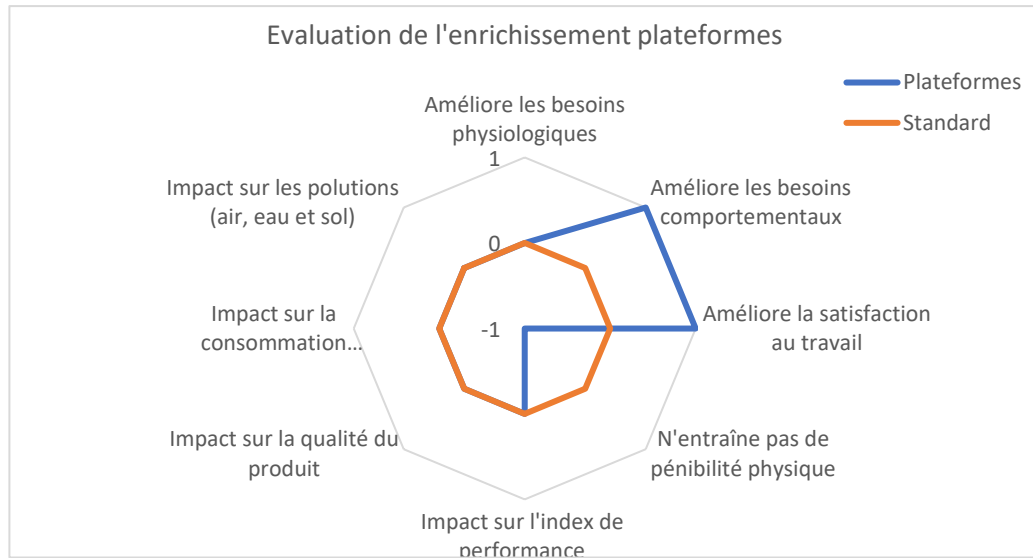 Evaluation de l'enrichissement plateformes
Plateformes
Standard
Améliore les besoins
physiologiques
Améliore les besoins
comportementaux
Améliore la satisfaction
au travail
N'entraîne pas de
pénibilité physique
Impact sur l'index de
performance
Impact sur la qualité du
produit
Impact sur la
consommation...
Impact sur les polutions
(air, eau et sol)
1
0
-1